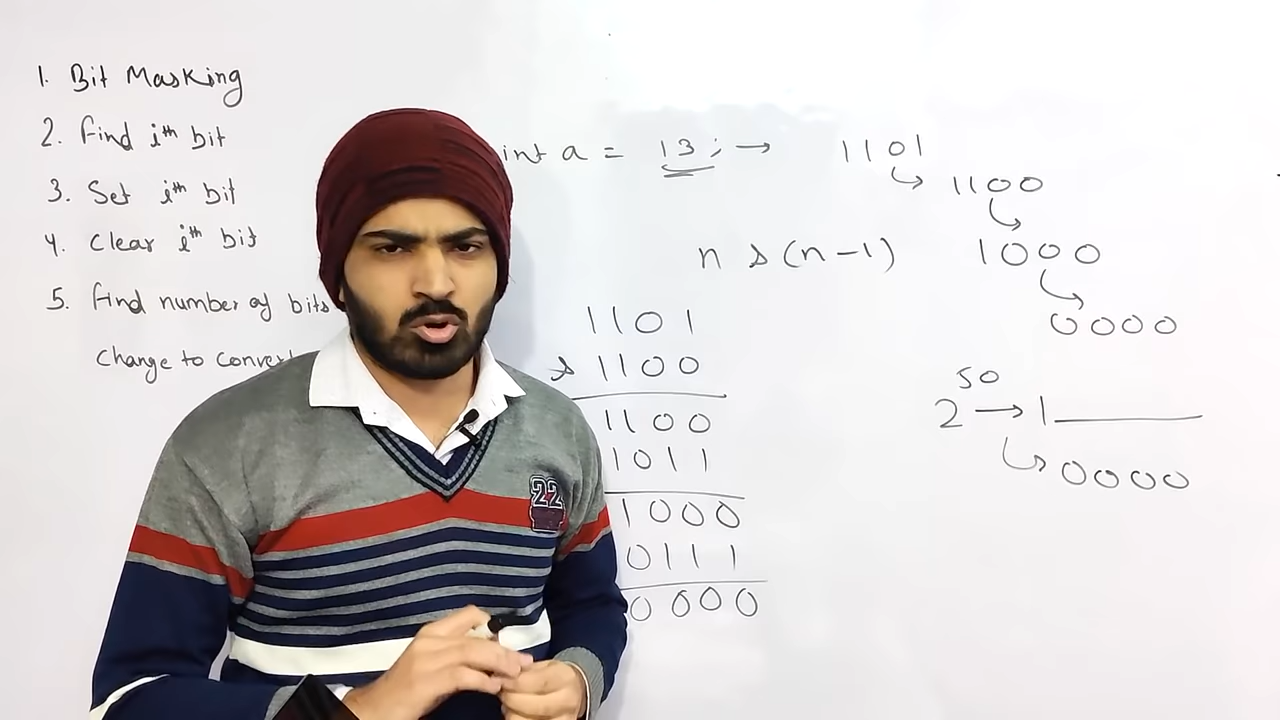 1. Bit Masking
2. Find ith bit
3. Set ith bit
4. Clear ith bit
5. Find number of bits
change to convert
int a = 13; → 1101
1100
1000
0000
n & (n-1)
1101
& 1100
1100
1011
1000
0111
0000
2^50 → 1
0000
22